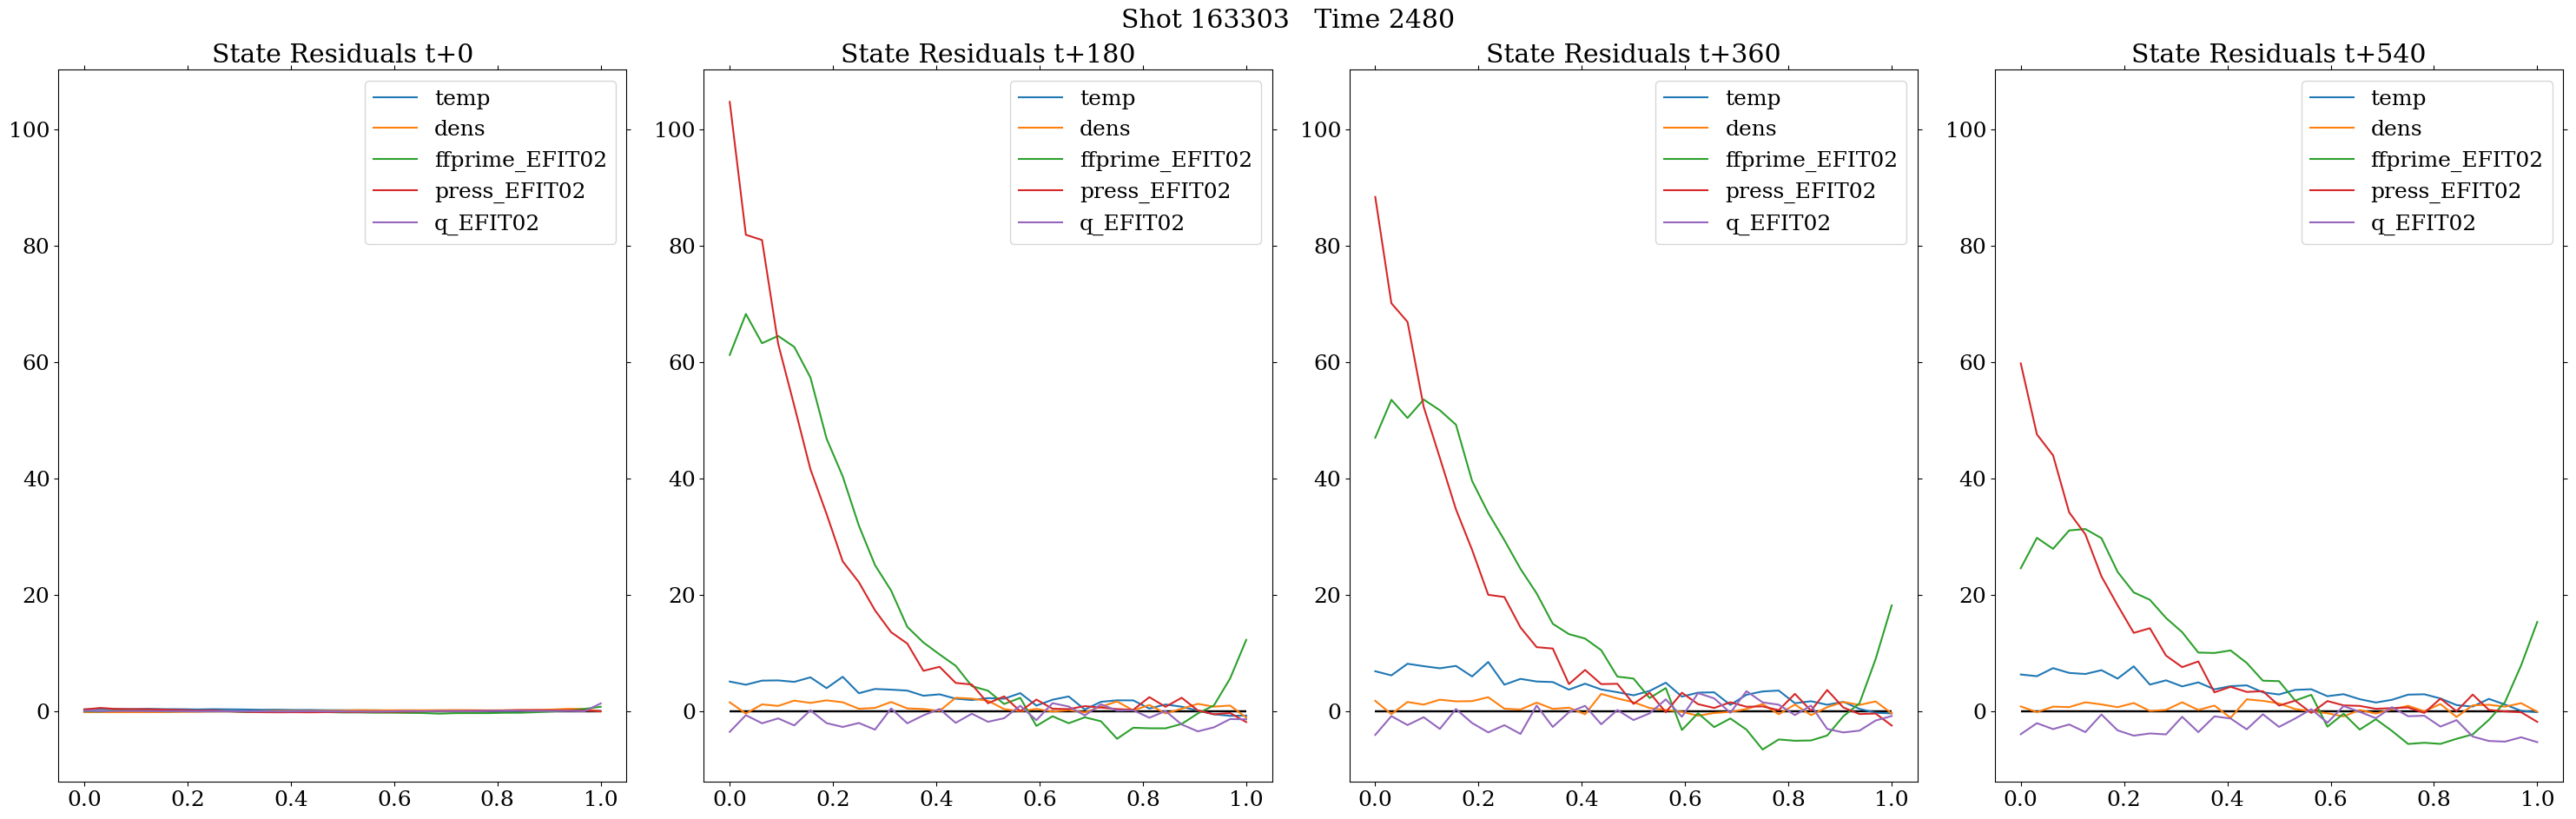 Shot 163303   Time 2480
State Residuals t+0
100
80
60
40
20
0
0.0 0.2 0.4 0.6 0.8 1.0
temp
dens
ffprime_EFIT02
press_EFIT02
q_EFIT02
State Residuals t+180
100
80
60
40
20
0
0.0 0.2 0.4 0.6 0.8 1.0
temp
dens
ffprime_EFIT02
press_EFIT02
q_EFIT02
State Residuals t+360
100
80
60
40
20
0
0.0 0.2 0.4 0.6 0.8 1.0
temp
dens
ffprime_EFIT02
press_EFIT02
q_EFIT02
State Residuals t+540
100
80
60
40
20
0
0.0 0.2 0.4 0.6 0.8 1.0
temp
dens
ffprime_EFIT02
press_EFIT02
q_EFIT02